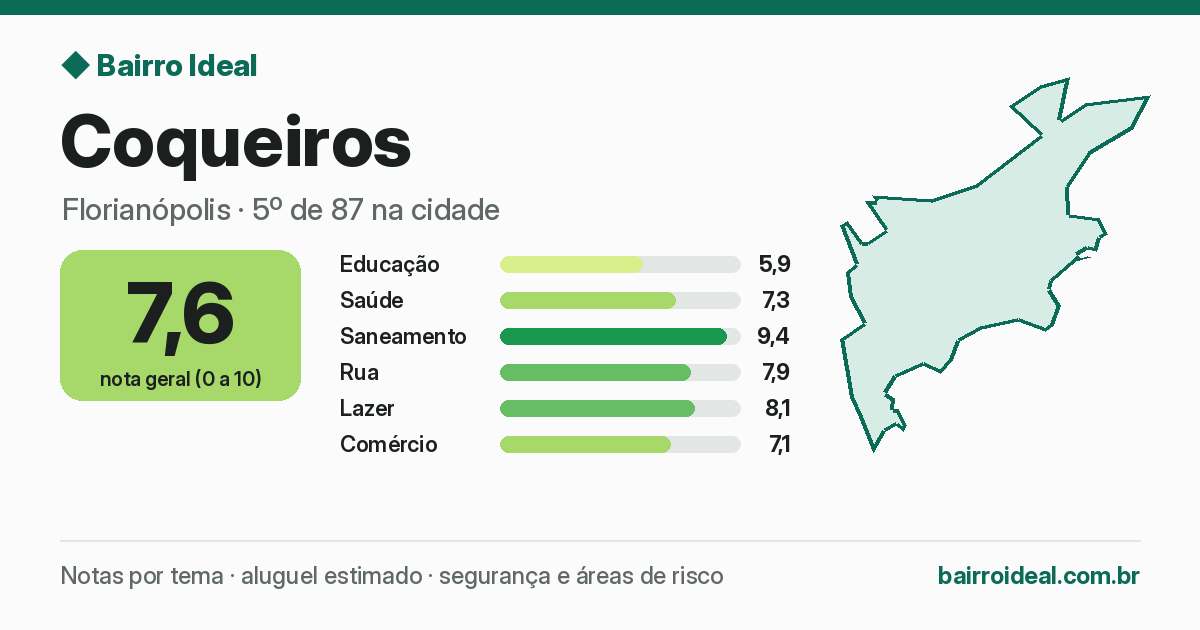 Bairro Ideal
Coqueiros
Florianópolis · 5º de 87 na cidade
7,6
nota geral (0 a 10)
Educação 5,9
Saúde 7,3
Saneamento 9,4
Rua 7,9
Lazer 8,1
Comércio 7,1
Notas por tema · aluguel estimado · segurança e áreas de risco
bairroideal.com.br